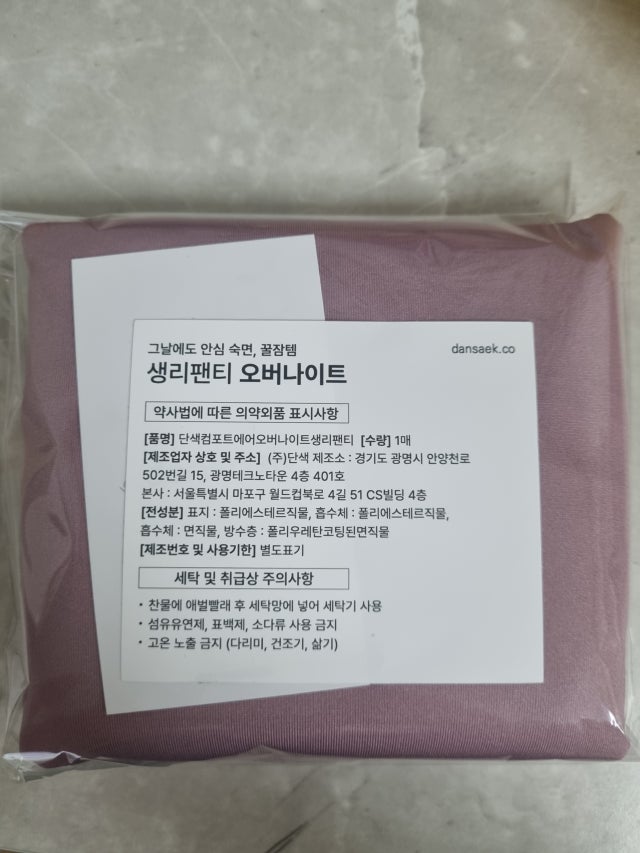 그날에도 안심 숙면, 꿀잠템
dansaek.co
생리팬티 오버나이트
약사법에 따른 의약외품 표시사항
[품명] 단색컴포트에어오버나이트생리팬티 [수량] 1매
[제조업자 상호 및 주소] (주)단색 제조소 : 경기도 광명시 안양천로
502번길 15, 광명테크노타운 4층 401호
본사 : 서울특별시 마포구 월드컵북로 4길 51 CS빌딩 4층
[전성분] 표지 : 폴리에스테르직물, 흡수체 : 폴리에스테르직물,
흡수체 : 면직물, 방수층 : 폴리우레탄코팅된면직물
[제조번호 및 사용기한] 별도표기
세탁 및 취급상 주의사항
• 찬물에 애벌빨래 후 세탁망에 넣어 세탁기 사용
• 섬유유연제, 표백제, 소다류 사용 금지
• 고온 노출 금지 (다리미, 건조기, 삶기)